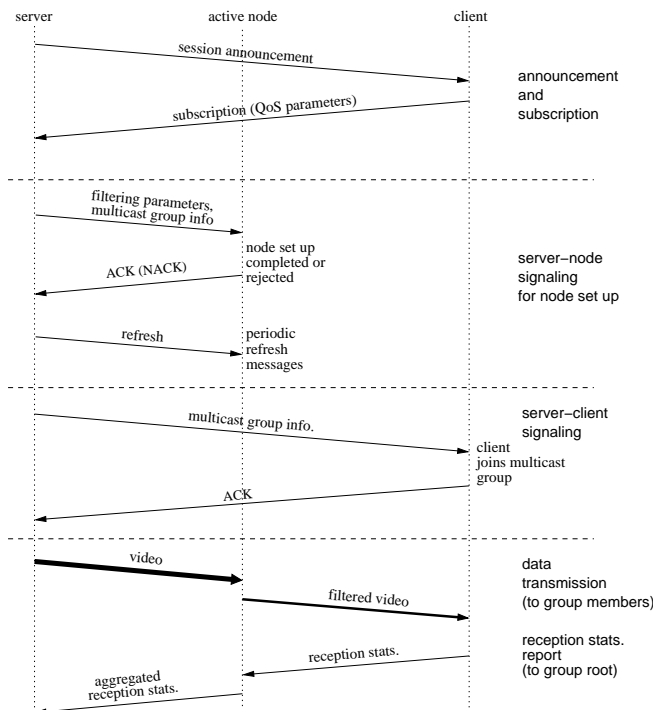 server
active node
client
session announcement
subscription (QoS parameters)
announcement
and
subscription
filtering parameters,
multicast group info
node set up
completed or
rejected
ACK (NACK)
server−node
signaling
for node set up
refresh
periodic
refresh
messages
multicast group info.
server−client
signaling
client
joins multicast
group
ACK
video
filtered video
data
transmission
(to group members)
reception stats.
reception stats.
report
(to group root)
aggregated
reception stats.